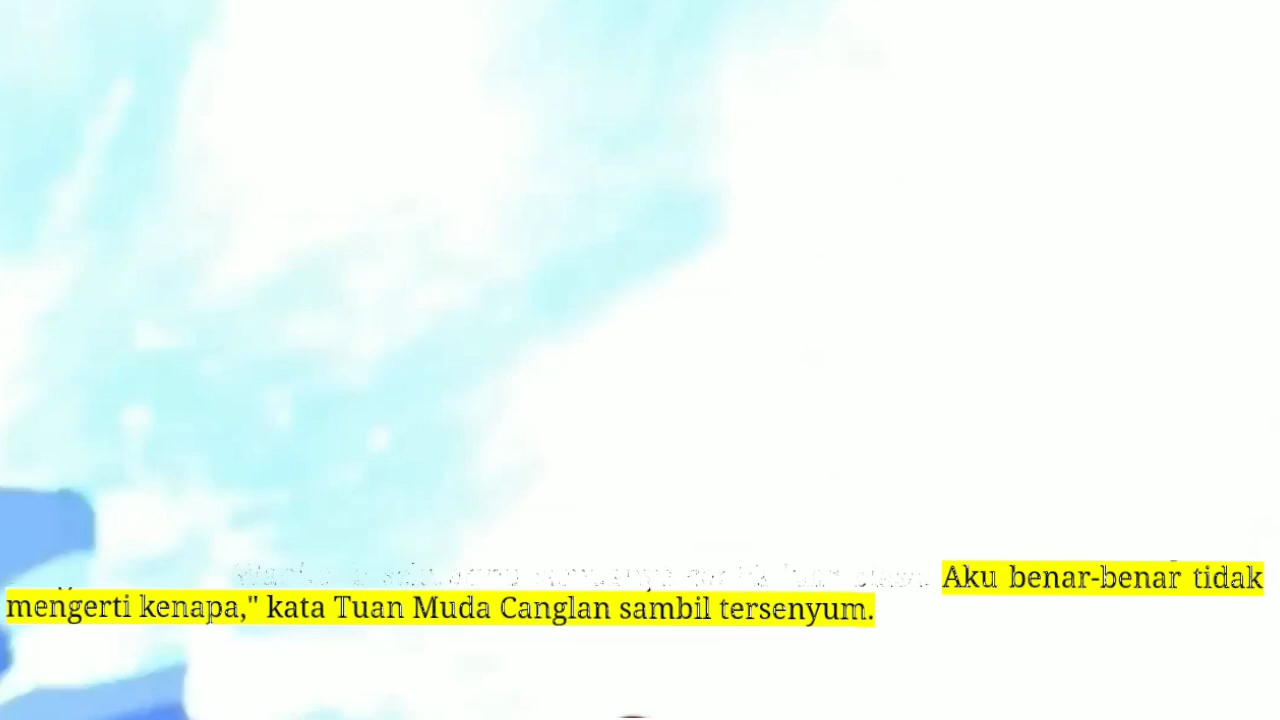 Aku benar-benar tidak
mengerti kenapa," kata Tuan Muda Canglan sambil tersenyum.